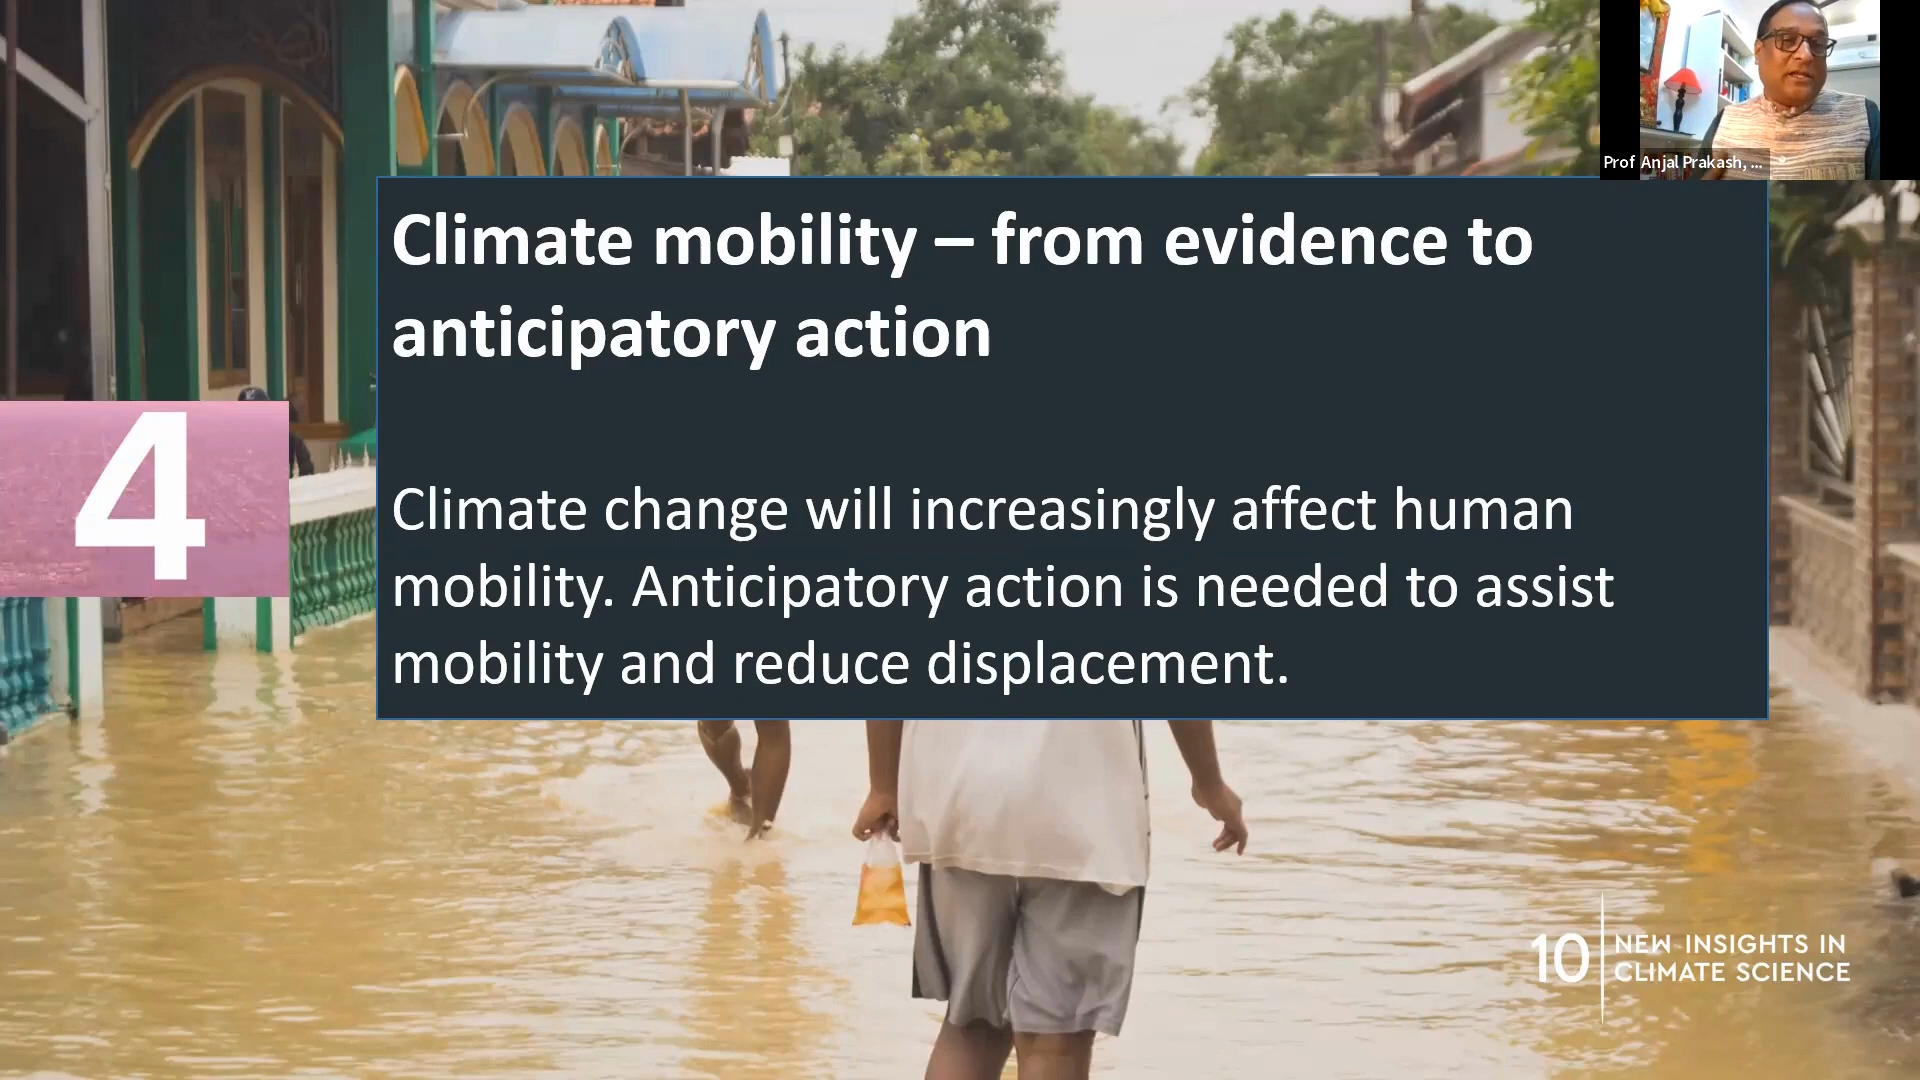 Prof Anjal Prakash, ...
Climate mobility – from evidence to
anticipatory action
4
Climate change will increasingly affect human
mobility. Anticipatory action is needed to assist
mobility and reduce displacement.
10 NEW INSIGHTS IN
CLIMATE SCIENCE